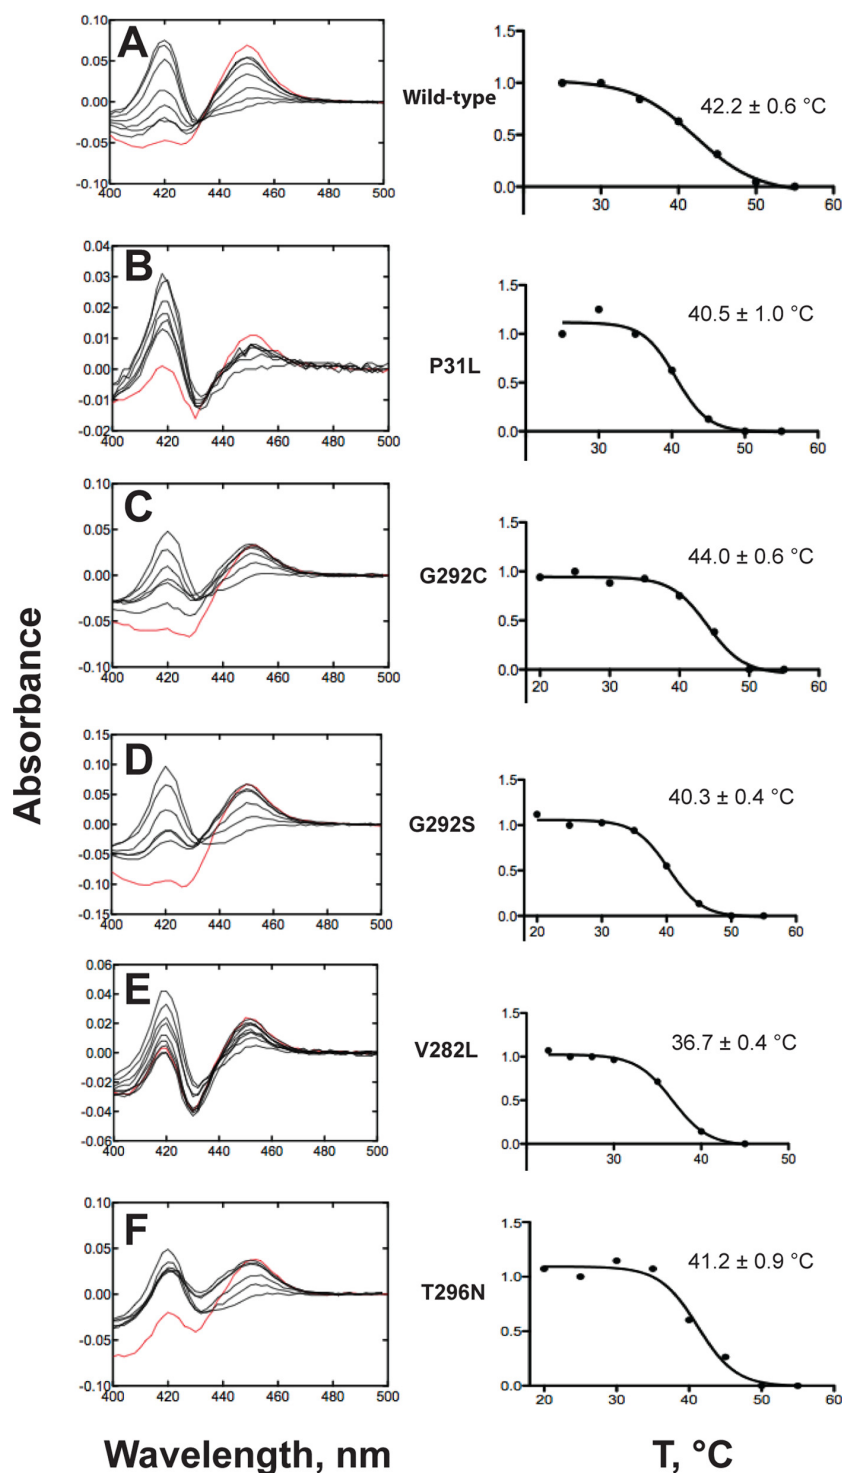 Absorbance
A
0.10
0.05
0.00
-0.05
-0.10
400 420 440 460 480 500
Wild-type
1.5
1.0
0.5
0.0
30 40 50 60
42.2 ± 0.6 °C
B
0.04
0.03
0.02
0.01
0.00
-0.01
-0.02
400 420 440 460 480 500
P31L
1.5
1.0
0.5
0.0
30 40 50 60
40.5 ± 1.0 °C
C
0.10
0.05
0.00
-0.05
-0.10
400 420 440 460 480 500
G292C
1.5
1.0
0.5
0.0
20 30 40 50 60
44.0 ± 0.6 °C
D
0.15
0.10
0.05
0.00
-0.05
-0.10
-0.15
400 420 440 460 480 500
G292S
1.5
1.0
0.5
0.0
20 30 40 50 60
40.3 ± 0.4 °C
E
0.06
0.04
0.02
0.00
-0.02
-0.04
-0.06
400 420 440 460 480 500
V282L
1.5
1.0
0.5
0.0
30 40 50
36.7 ± 0.4 °C
F
0.10
0.05
0.00
-0.05
-0.10
400 420 440 460 480 500
T296N
1.5
1.0
0.5
0.0
20 30 40 50 60
41.2 ± 0.9 °C
Wavelength, nm
T, °C